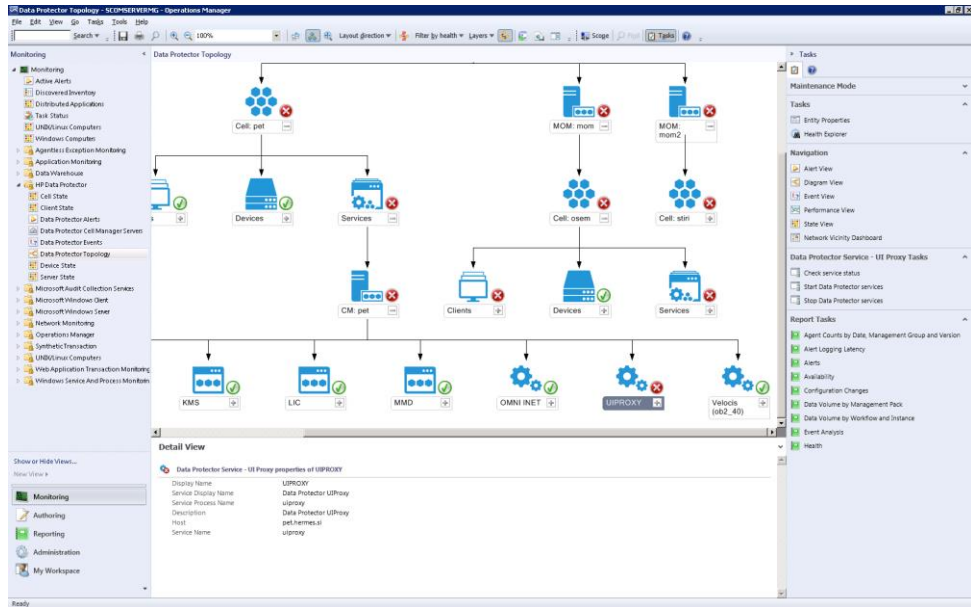 Data Protector Topology - SCOMSERVERMG - Operations Manager
File Edit View Go Tasks Tools Help
Search 100% Layout direction Filter by health Layers Scope Find Tasks
Monitoring
Monitoring
Active Alerts
Discovered Inventory
Distributed Applications
Task Status
UNIX/Linux Computers
Windows Computers
Agentless Exception Monitoring
Application Monitoring
Data Warehouse
HP Data Protector
Cell State
Client State
Data Protector Alerts
Data Protector Cell Manager Servers
Data Protector Events
Data Protector Topology
Device State
Server State
Microsoft Audit Collection Services
Microsoft Windows Client
Microsoft Windows Server
Network Monitoring
Operations Manager
Synthetic Transaction
UNIX/Linux Computers
Web Application Transaction Monitoring
Windows Service And Process Monitorin
Show or Hide Views...
New View
Monitoring
Authoring
Reporting
Administration
My Workspace
Ready
Data Protector Topology
Cell: pet
MOM: mom
MOM:
mom2
s
Devices
Services
Cell: osem
Cell: stiri
CM: pet
Clients
Devices
Services
KMS
LIC
MMD
OMNI INET
UIPROXY
Velocis
(ob2_40)
Detail View
Data Protector Service - UI Proxy properties of UIPROXY
Display Name UIPROXY
Service Display Name Data Protector UIProxy
Service Process Name uiproxy
Description Data Protector UIProxy
Host pet.hermes.si
Service Name uiproxy
Tasks
Maintenance Mode
Tasks
Entity Properties
Health Explorer
Navigation
Alert View
Diagram View
Event View
Performance View
State View
Network Vicinity Dashboard
Data Protector Service - UI Proxy Tasks
Check service status
Start Data Protector services
Stop Data Protector services
Report Tasks
Agent Counts by Date, Management Group and Version
Alert Logging Latency
Alerts
Availability
Configuration Changes
Data Volume by Management Pack
Data Volume by Workflow and Instance
Event Analysis
Health